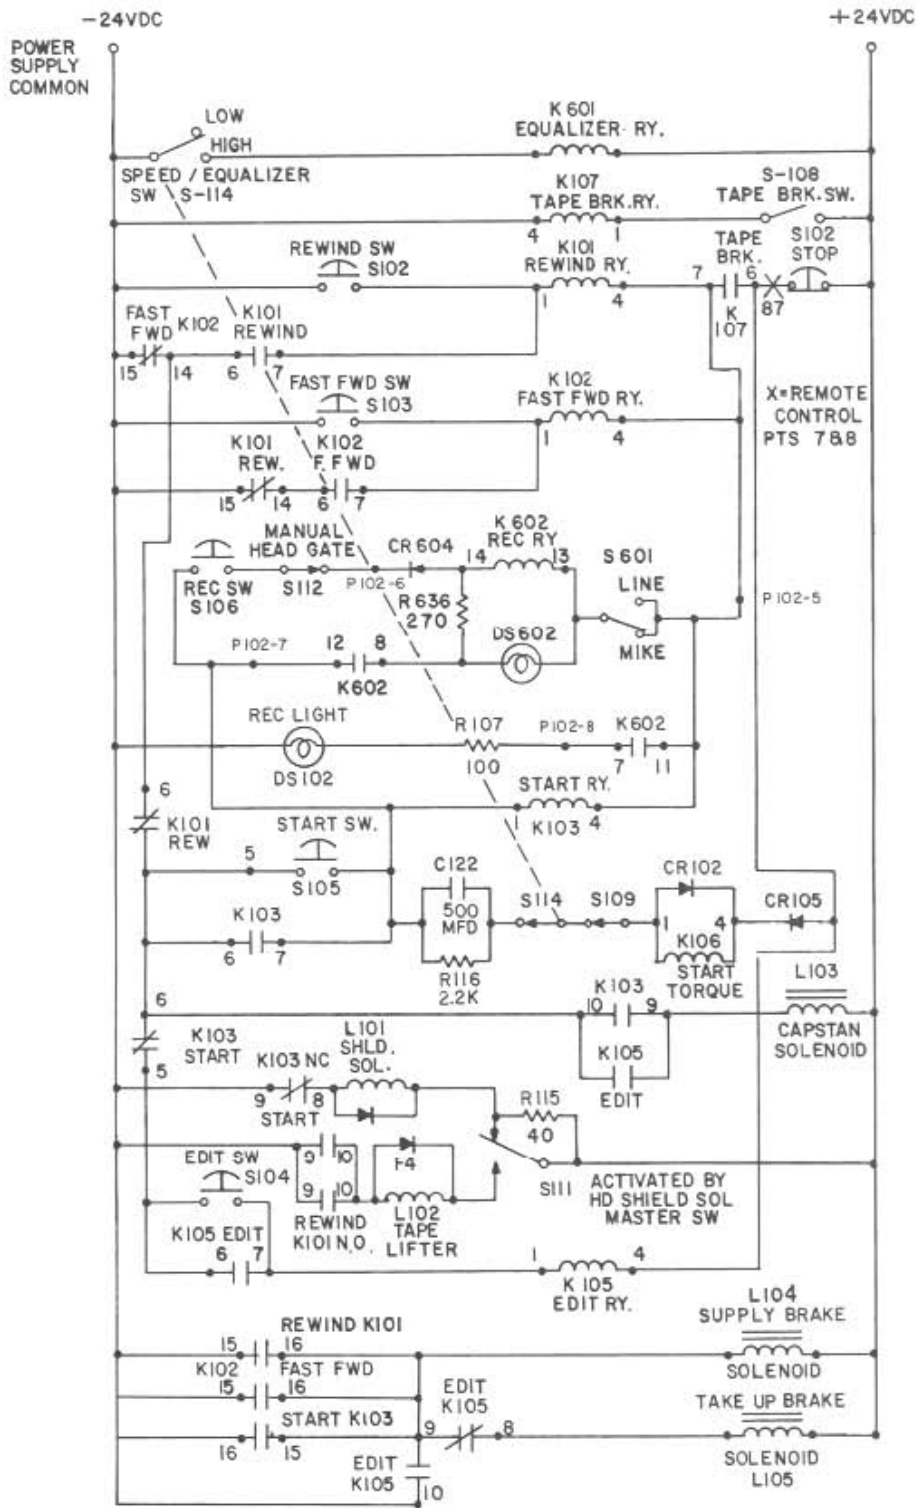 -24VDC
+24VDC
POWER
SUPPLY
COMMON
LOW
HIGH
SPEED / EQUALIZER
SW S-114
K 601
EQUALIZER RY.
K107
TAPE BRK.RY.
4 1
S-108
TAPE BRK. SW.
REWIND SW
S102
K101
REWIND RY.
1 4
TAPE
BRK.
7 6
K
107
S102
STOP
X
87
FAST
FWD K102
15 14
K101
REWIND
6 7
FAST FWD SW
S103
K102
FAST FWD RY.
1 4
X=REMOTE
CONTROL
PTS 7&8
K101
REW.
15 14
K102
F. FWD
6 7
REC SW
S106
MANUAL
HEAD GATE
S112
P102-6
CR604
K 602
REC RY
14 13
R636
270
S601
LINE
MIKE
P102-5
P102-7
12 8
K602
DS602
REC LIGHT
DS102
R107
100
P102-8
K602
7 11
START RY.
1 K103 4
6
K101
REW
START SW.
5
S105
K103
6 7
C122
500
MFD
R116
2.2K
S114
S109
CR102
1 4
K106
START
TORQUE
CR105
6
K103
10 9
K105
EDIT
L103
CAPSTAN
SOLENOID
K103
START
5
K103 NC
9 8
START
L101
SHLD.
SOL.
R115
40
9 10
9 10
REWIND
K101 N.O.
F4
L102
TAPE
LIFTER
S111
ACTIVATED BY
HD SHIELD SOL
MASTER SW
EDIT SW
S104
K105 EDIT
6 7
1 4
K 105
EDIT RY.
REWIND K101
15 16
L104
SUPPLY BRAKE
SOLENOID
K102 FAST FWD
15 16
START K103
16 15
EDIT
K105
9 8
TAKE UP BRAKE
SOLENOID
L105
EDIT
K105
10